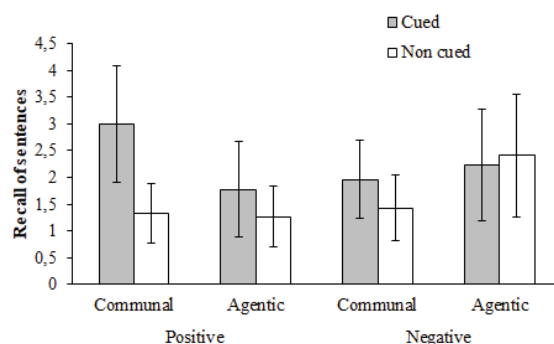 Cued
Non cued
Recall of sentences
4,5
4
3,5
3
2,5
2
1,5
1
0,5
0
Communal Agentic Communal Agentic
Positive Negative